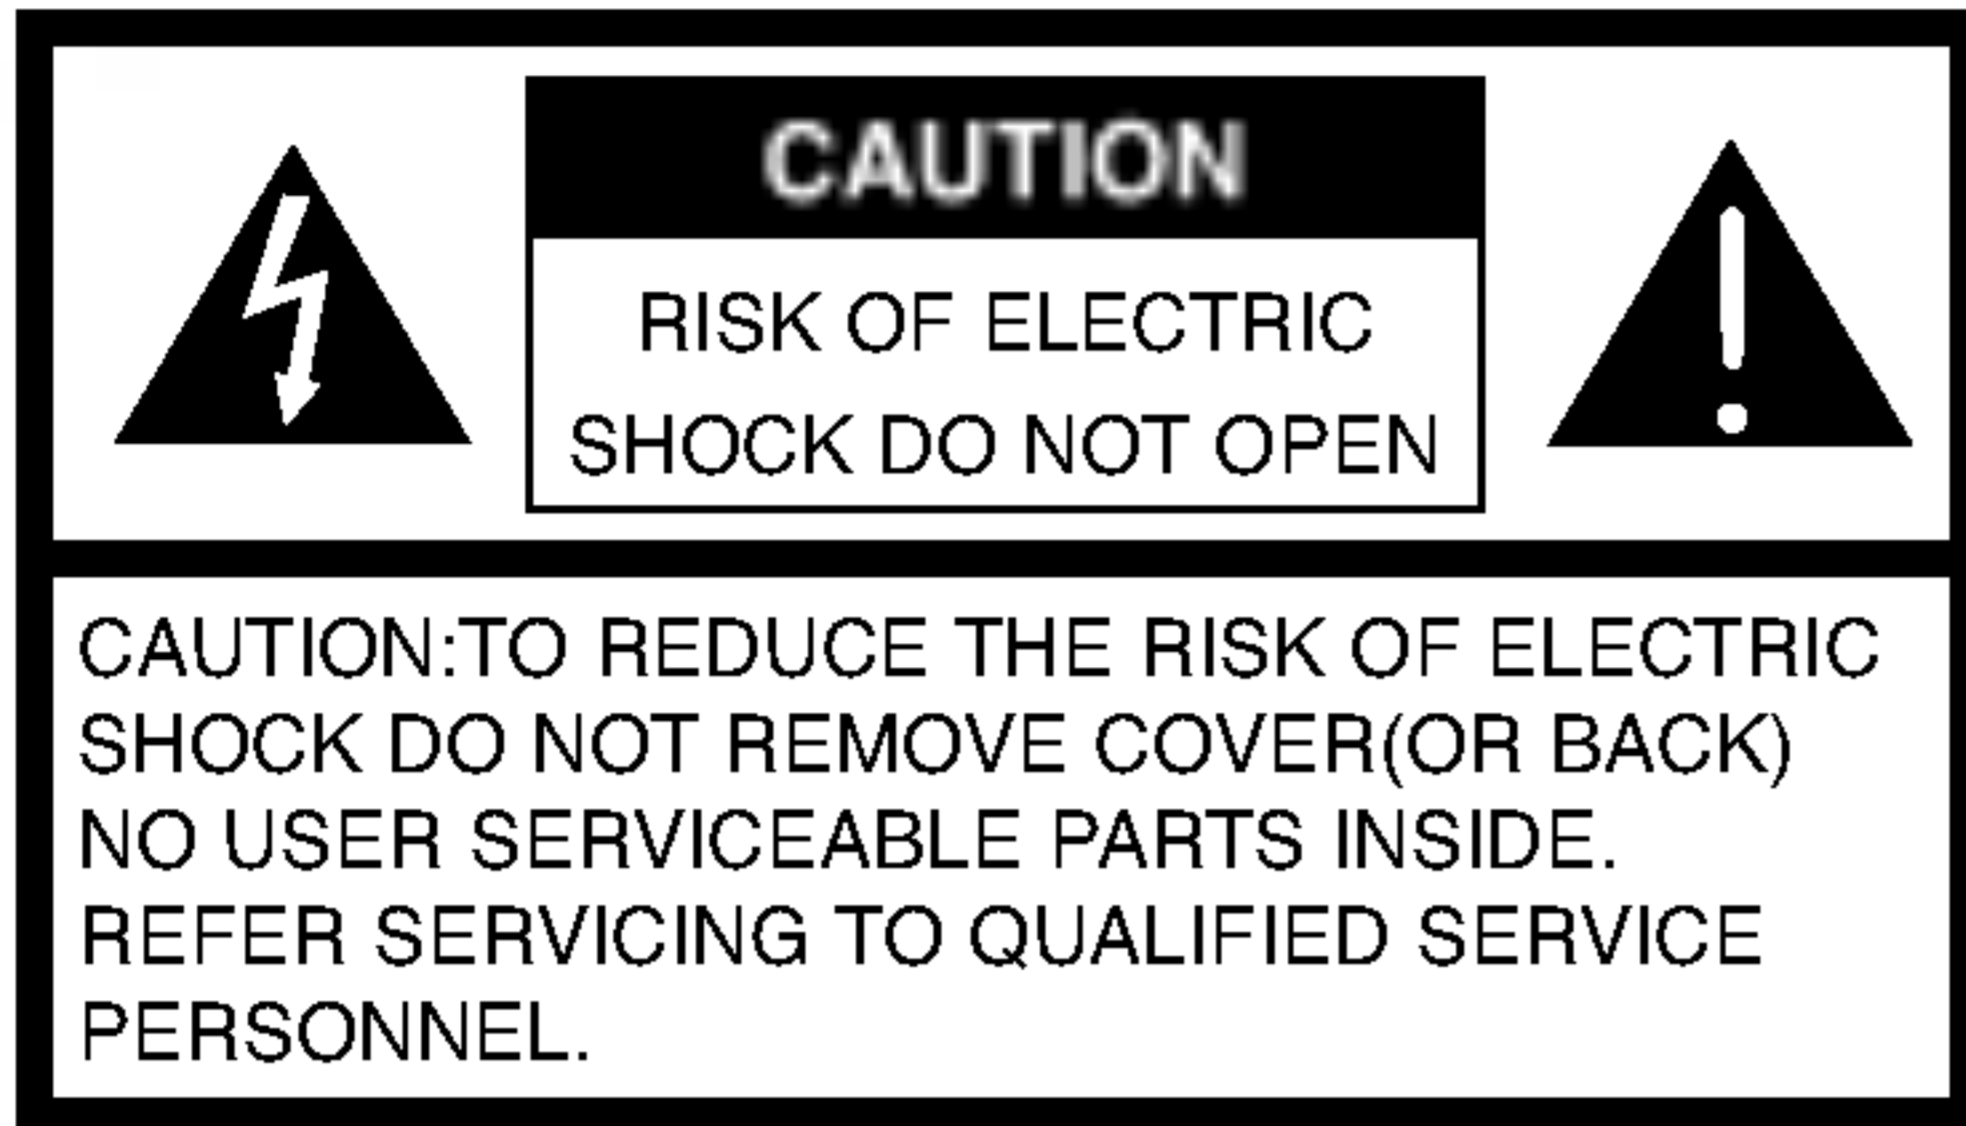 CAUTION
RISK OF ELECTRIC
SHOCK DO NOT OPEN
CAUTION:TO REDUCE THE RISK OF ELECTRIC
SHOCK DO NOT REMOVE COVER(OR BACK)
NO USER SERVICEABLE PARTS INSIDE.
REFER SERVICING TO QUALIFIED SERVICE
PERSONNEL.